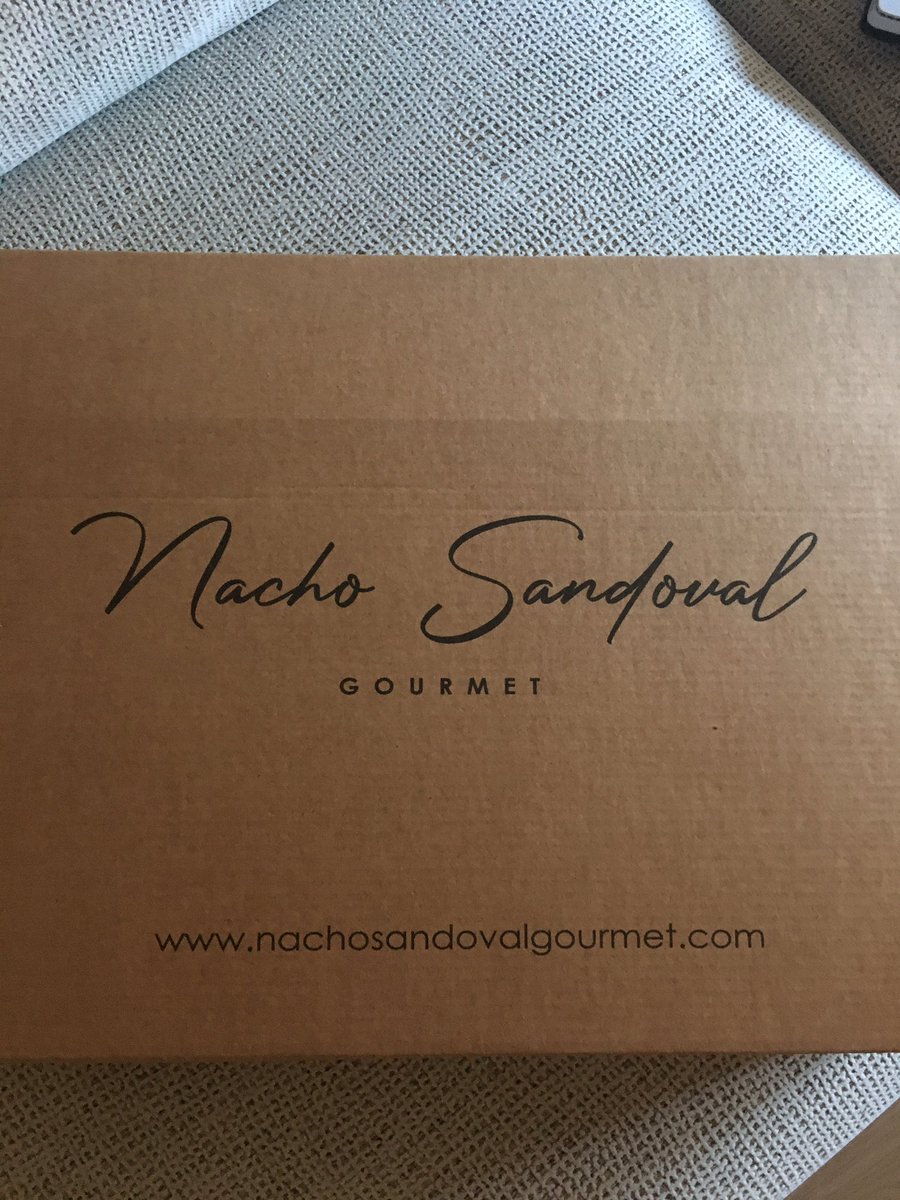 Nacho Sandoval
GOURMET
www.nachosandovalgourmet.com